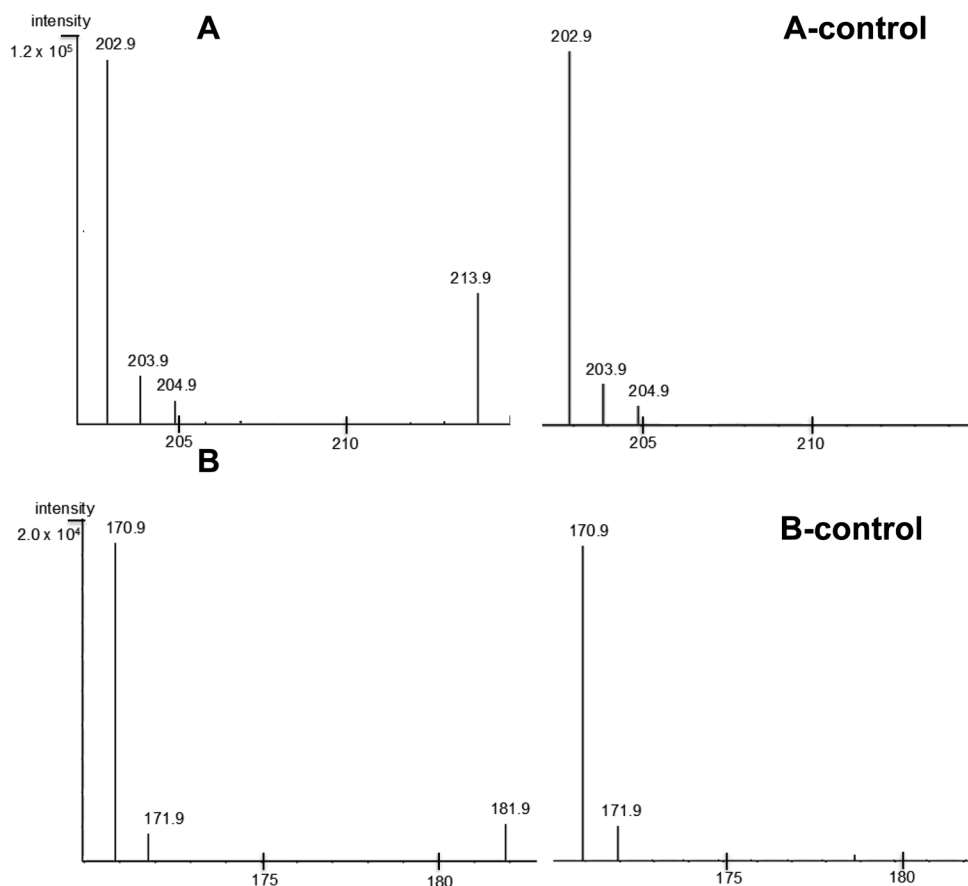 intensity
A
A-control
1.2 x 10⁵
202.9
202.9
213.9
203.9
204.9
203.9
204.9
205
210
205
210
B
intensity
B-control
2.0 x 10⁴
170.9
170.9
171.9
181.9
171.9
175
180
175
180